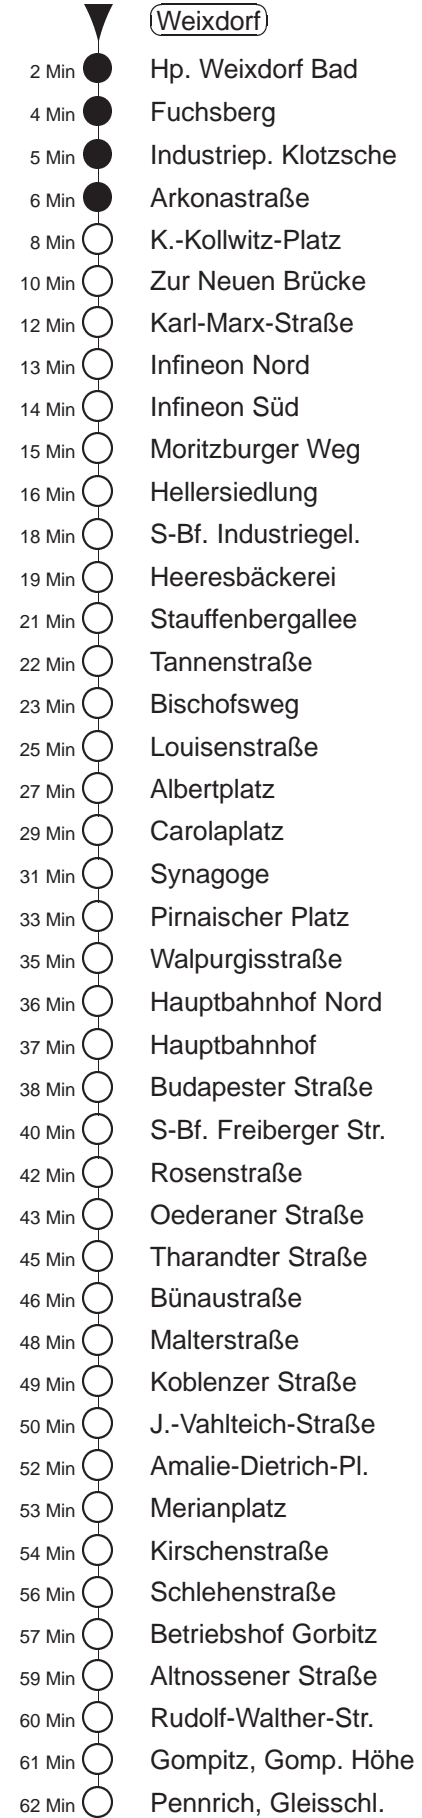 Weixdorf
2 Min Hp. Weixdorf Bad
4 Min Fuchsberg
5 Min Industriep. Klotzsche
6 Min Arkonastraße
8 Min K.-Kollwitz-Platz
10 Min Zur Neuen Brücke
12 Min Karl-Marx-Straße
13 Min Infineon Nord
14 Min Infineon Süd
15 Min Moritzburger Weg
16 Min Hellersiedlung
18 Min S-Bf. Industriegel.
19 Min Heeresbäckerei
21 Min Stauffenbergallee
22 Min Tannenstraße
23 Min Bischofsweg
25 Min Louisenstraße
27 Min Albertplatz
29 Min Carolaplatz
31 Min Synagoge
33 Min Pirnaischer Platz
35 Min Walpurgisstraße
36 Min Hauptbahnhof Nord
37 Min Hauptbahnhof
38 Min Budapester Straße
40 Min S-Bf. Freiberger Str.
42 Min Rosenstraße
43 Min Oederaner Straße
45 Min Tharandter Straße
46 Min Bünaustraße
48 Min Malterstraße
49 Min Koblenzer Straße
50 Min J.-Vahlteich-Straße
52 Min Amalie-Dietrich-Pl.
53 Min Merianplatz
54 Min Kirschenstraße
56 Min Schlehenstraße
57 Min Betriebshof Gorbitz
59 Min Altnossener Straße
60 Min Rudolf-Walther-Str.
61 Min Gompitz, Gomp. Höhe
62 Min Pennrich, Gleisschl.